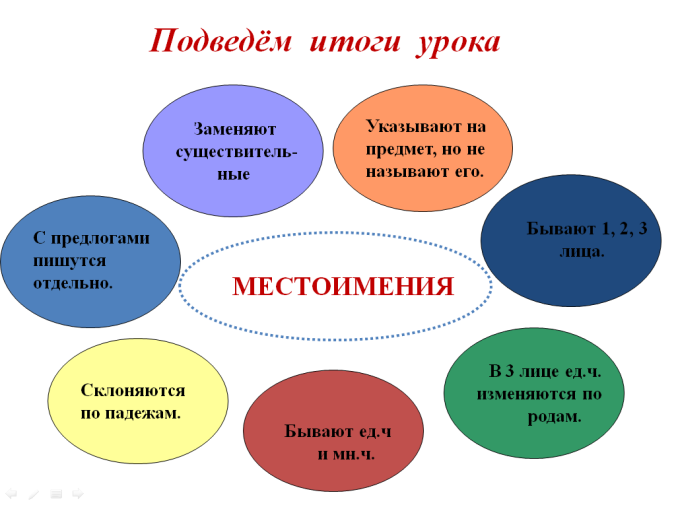 Подведём итоги урока
Заменяют
существитель-
ные
Указывают на
предмет, но не
называют его.
Бывают 1, 2, 3
лица.
С предлогами
пишутся
отдельно.
МЕСТОИМЕНИЯ
В 3 лице ед.ч.
изменяются по
родам.
Склоняются
по падежам.
Бывают ед.ч
и мн.ч.